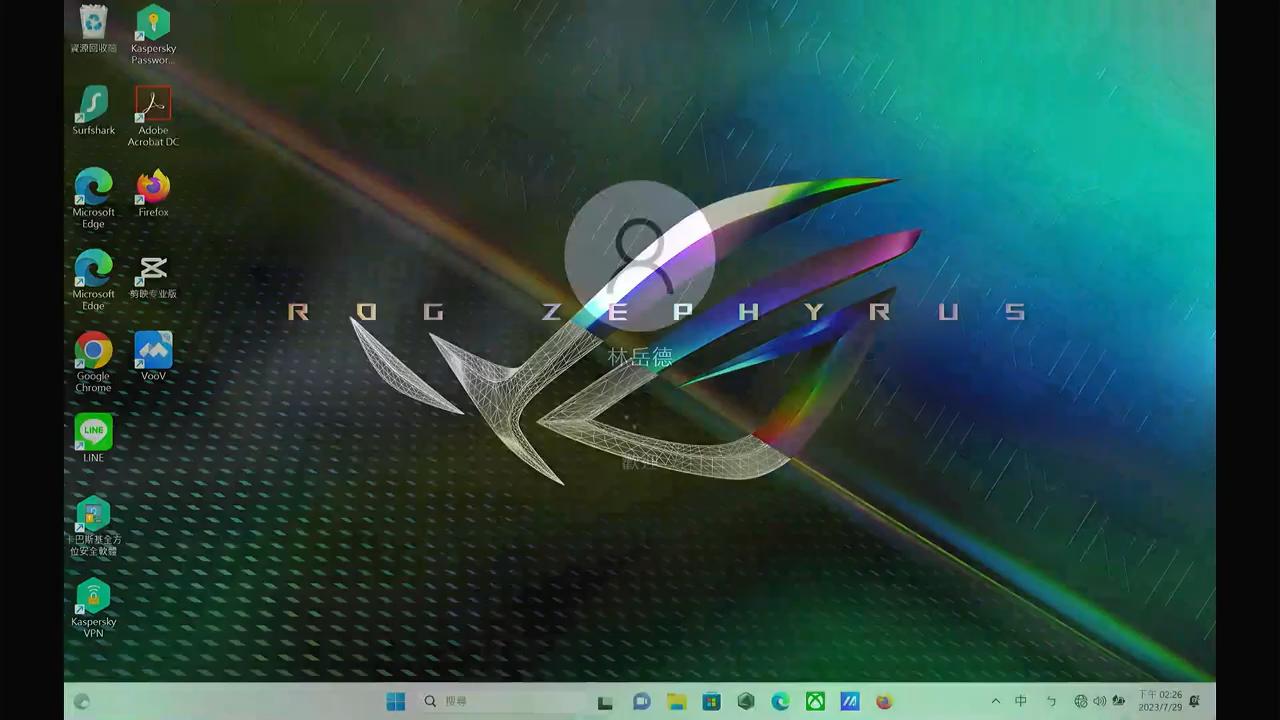 資源回收筒
Kaspersky
Passwor...
Surfshark
Adobe
Acrobat DC
Microsoft
Edge
Firefox
Microsoft
Edge
剪映专业版
Google
Chrome
VooV
LINE
LINE
卡巴斯基全方
位安全軟體
Kaspersky
VPN
ROG ZEPHYRUS
林岳德
歡迎
搜尋
中
ㄅ
下午 02:26
2023/7/29